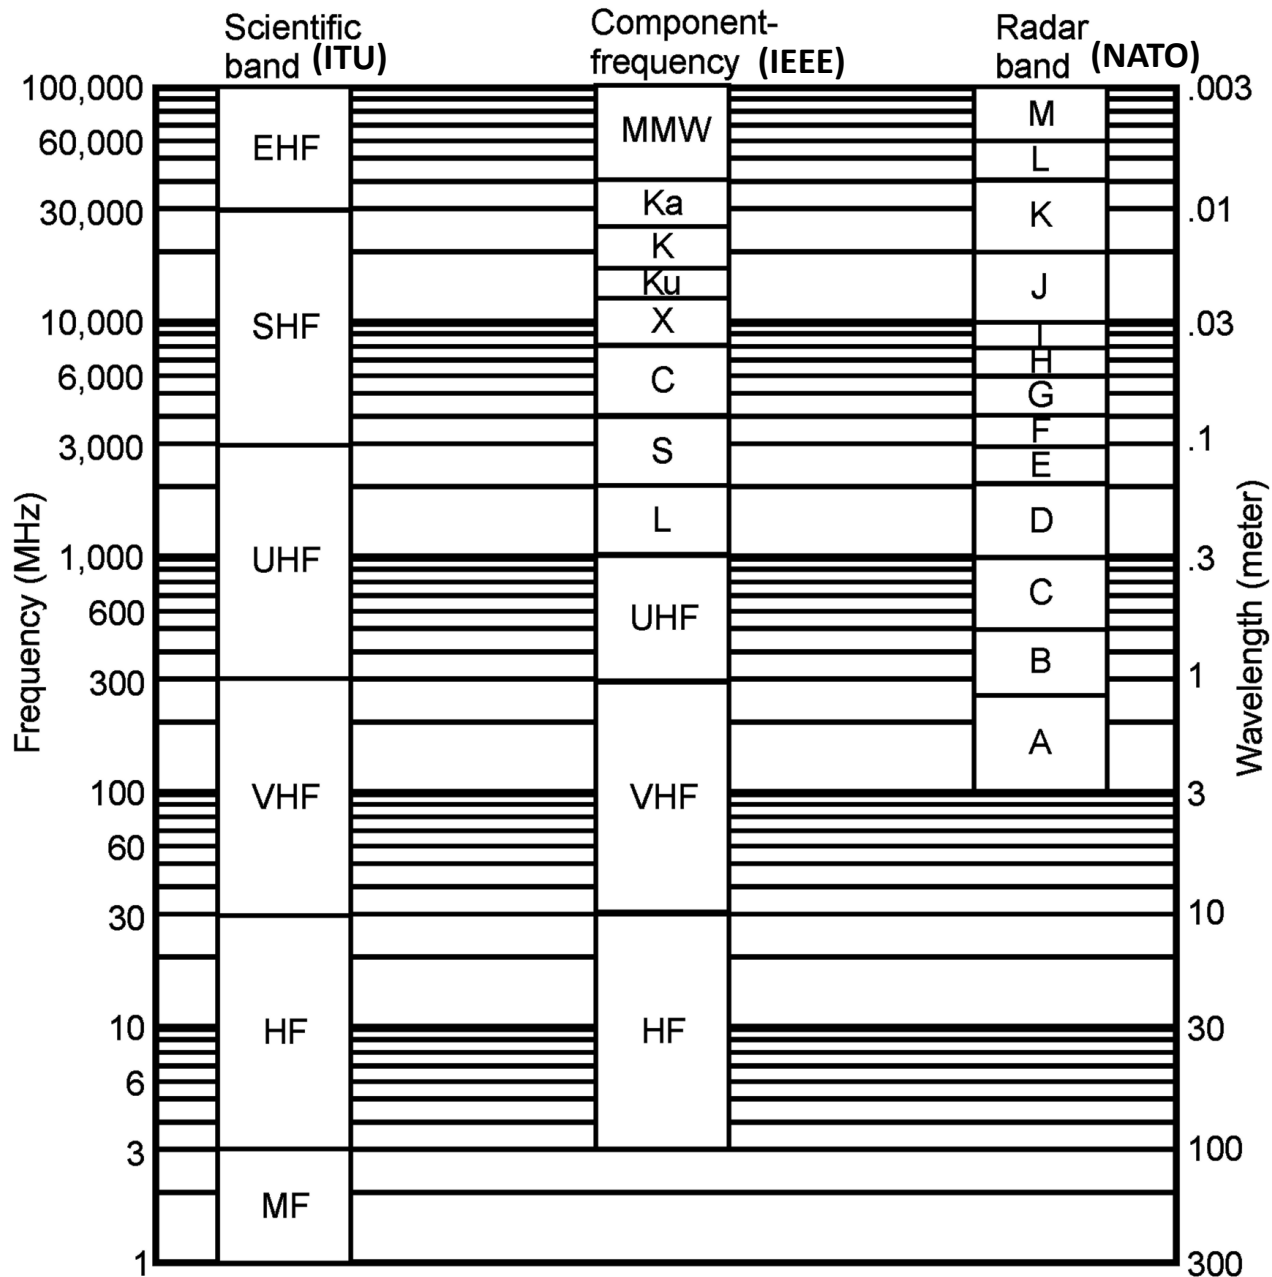 Scientific
band (ITU)
Component-
frequency (IEEE)
Radar
band (NATO)
Frequency (MHz)
100,000
60,000
30,000
10,000
6,000
3,000
1,000
600
300
100
60
30
10
6
3
1
EHF
SHF
UHF
VHF
HF
MF
MMW
Ka
K
Ku
X
C
S
L
UHF
VHF
HF
M
L
K
J
I
H
G
F
E
D
C
B
A
.003
.01
.03
.1
.3
1
3
10
30
100
300
Wavelength (meter)